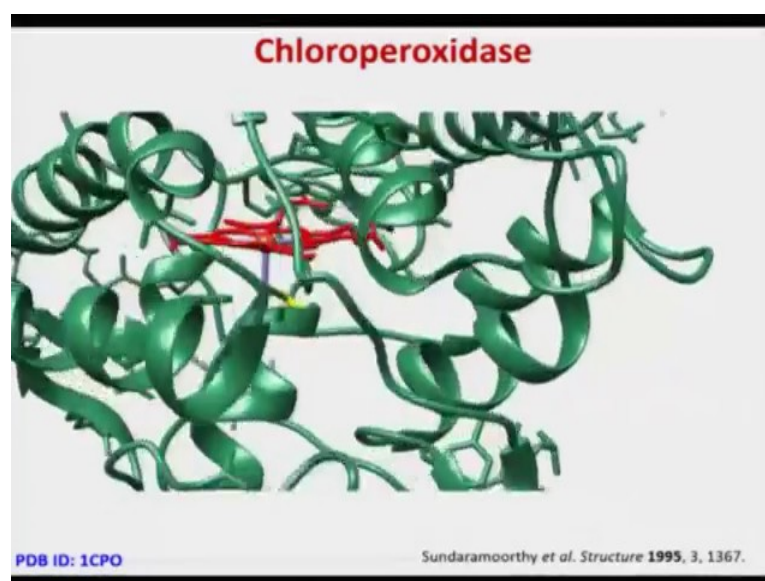 Chloroperoxidase
PDB ID: 1CPO
Sundaramoorthy et al. Structure 1995, 3, 1367.